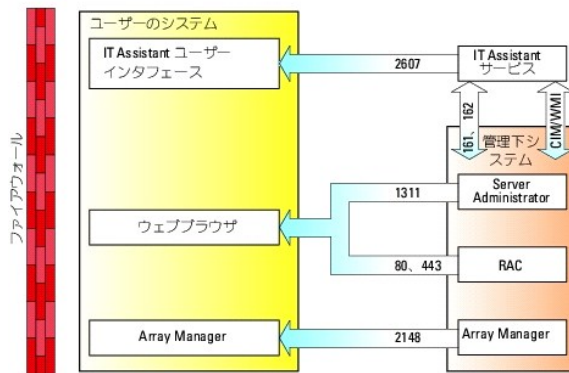 ファイアウォール
ユーザーのシステム
IT Assistant ユーザー
インタフェース
2607
IT Assistant
サービス
161、162
CIM/WMI
管理下シ
ステム
1311
Server
Administrator
ウェブブラウザ
80、443
RAC
Array Manager
2148
Array Manager